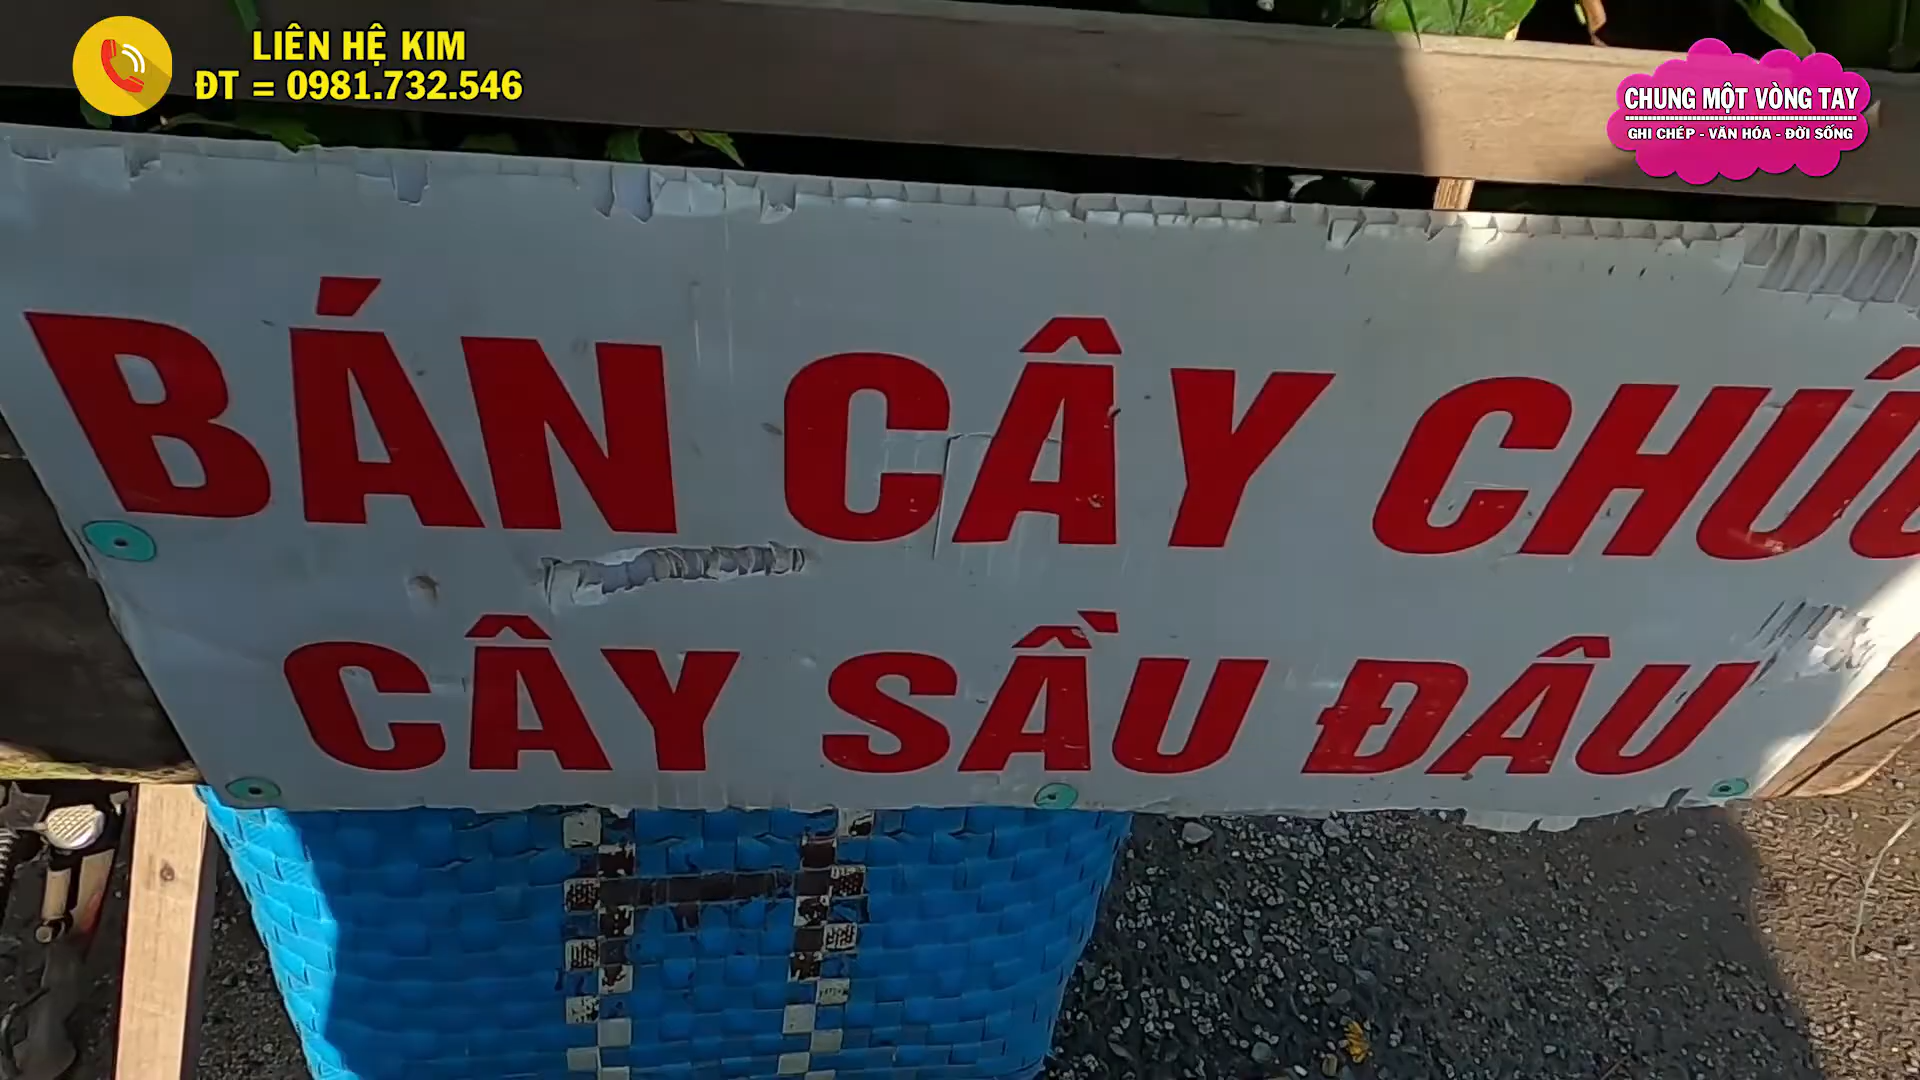 LIÊN HỆ KIM
ĐT = 0981.732.546
CHUNG MỘT VÒNG TAY
GHI CHÉP - VĂN HÓA - ĐỜI SỐNG
BÁN CÂY
CÂY SẦU ĐÂU